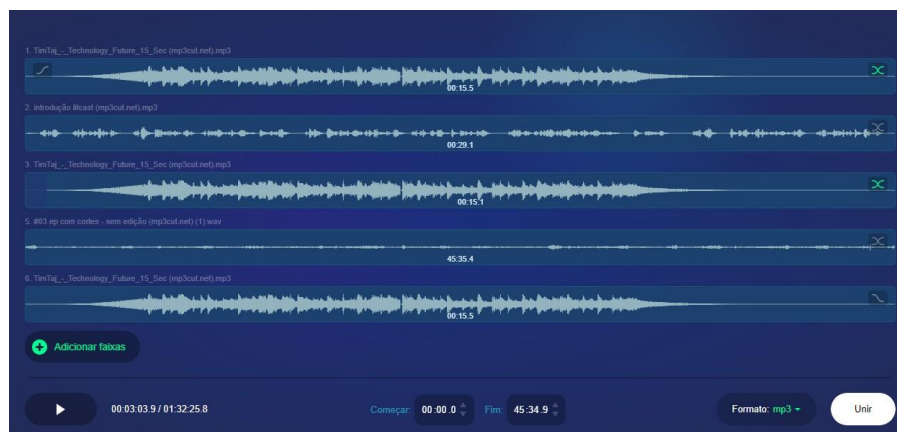 1. TimTaj_-_Technology_Future_15_Sec (mp3cut.net).mp3
00:15.5
2. introdução litcast (mp3cut.net).mp3
00:29.1
3. TimTaj_-_Technology_Future_15_Sec (mp3cut.net).mp3
00:15.1
5. #03 ep com cortes - sem edição (mp3cut.net) (1).wav
45:35.4
6. TimTaj_-_Technology_Future_15_Sec (mp3cut.net).mp3
00:15.5
Adicionar faixas
00:03:03.9 / 01:32:25.8 Começar: 00:00.0 Fim: 45:34.9 Formato: mp3 Unir